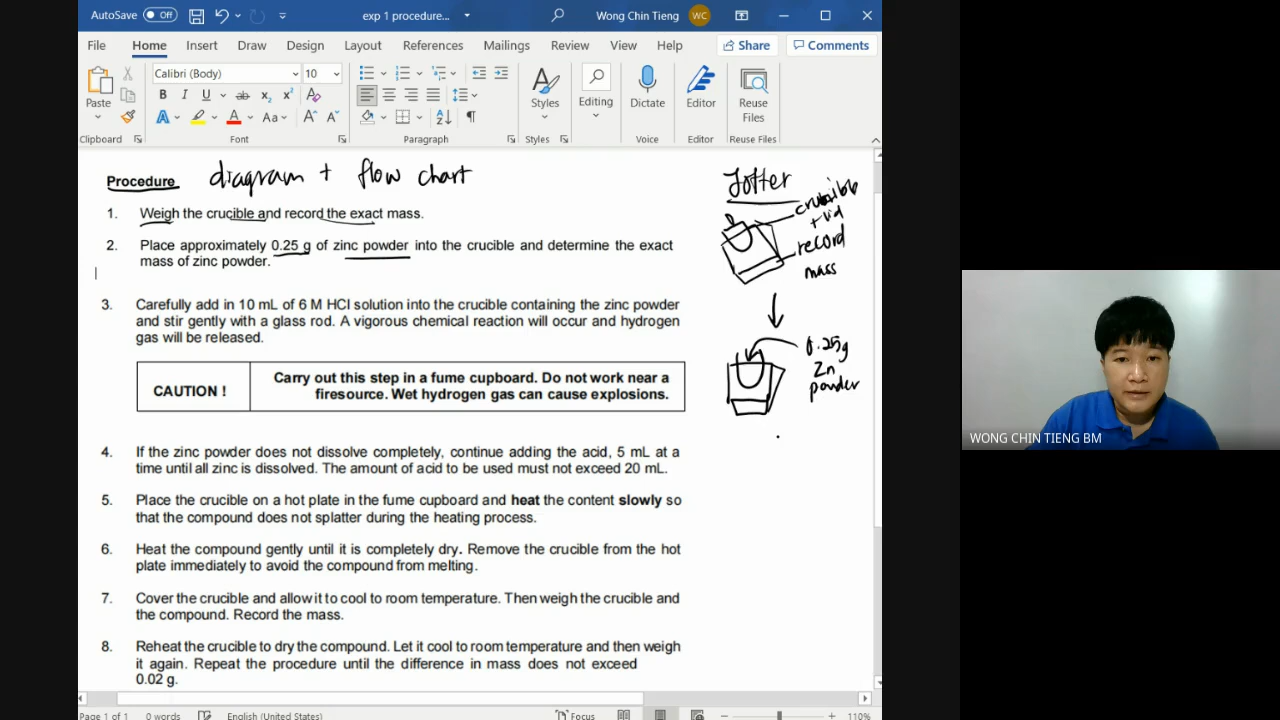 AutoSave Off exp 1 procedure... Wong Chin Tieng WC
File Home Insert Draw Design Layout References Mailings Review View Help Share Comments
Calibri (Body) 10
Paste B I U ab x₂ x² A Aa A A Styles Editing Dictate Editor Reuse Files
Clipboard Font Paragraph Styles Voice Editor Reuse Files
Procedure diagram + flow chart
1. Weigh the crucible and record the exact mass.
2. Place approximately 0.25 g of zinc powder into the crucible and determine the exact
mass of zinc powder.
3. Carefully add in 10 mL of 6 M HCl solution into the crucible containing the zinc powder
and stir gently with a glass rod. A vigorous chemical reaction will occur and hydrogen
gas will be released.
CAUTION !
Carry out this step in a fume cupboard. Do not work near a
firesource. Wet hydrogen gas can cause explosions.
4. If the zinc powder does not dissolve completely, continue adding the acid, 5 mL at a
time until all zinc is dissolved. The amount of acid to be used must not exceed 20 mL.
5. Place the crucible on a hot plate in the fume cupboard and heat the content slowly so
that the compound does not splatter during the heating process.
6. Heat the compound gently until it is completely dry. Remove the crucible from the hot
plate immediately to avoid the compound from melting.
7. Cover the crucible and allow it to cool to room temperature. Then weigh the crucible and
the compound. Record the mass.
8. Reheat the crucible to dry the compound. Let it cool to room temperature and then weigh
it again. Repeat the procedure until the difference in mass does not exceed
0.02 g.
Jotter
crucible
+ lid
record
mass
0.25g
Zn
powder
Page 1 of 1 0 words English (United States) Focus 110%
WONG CHIN TIENG BM